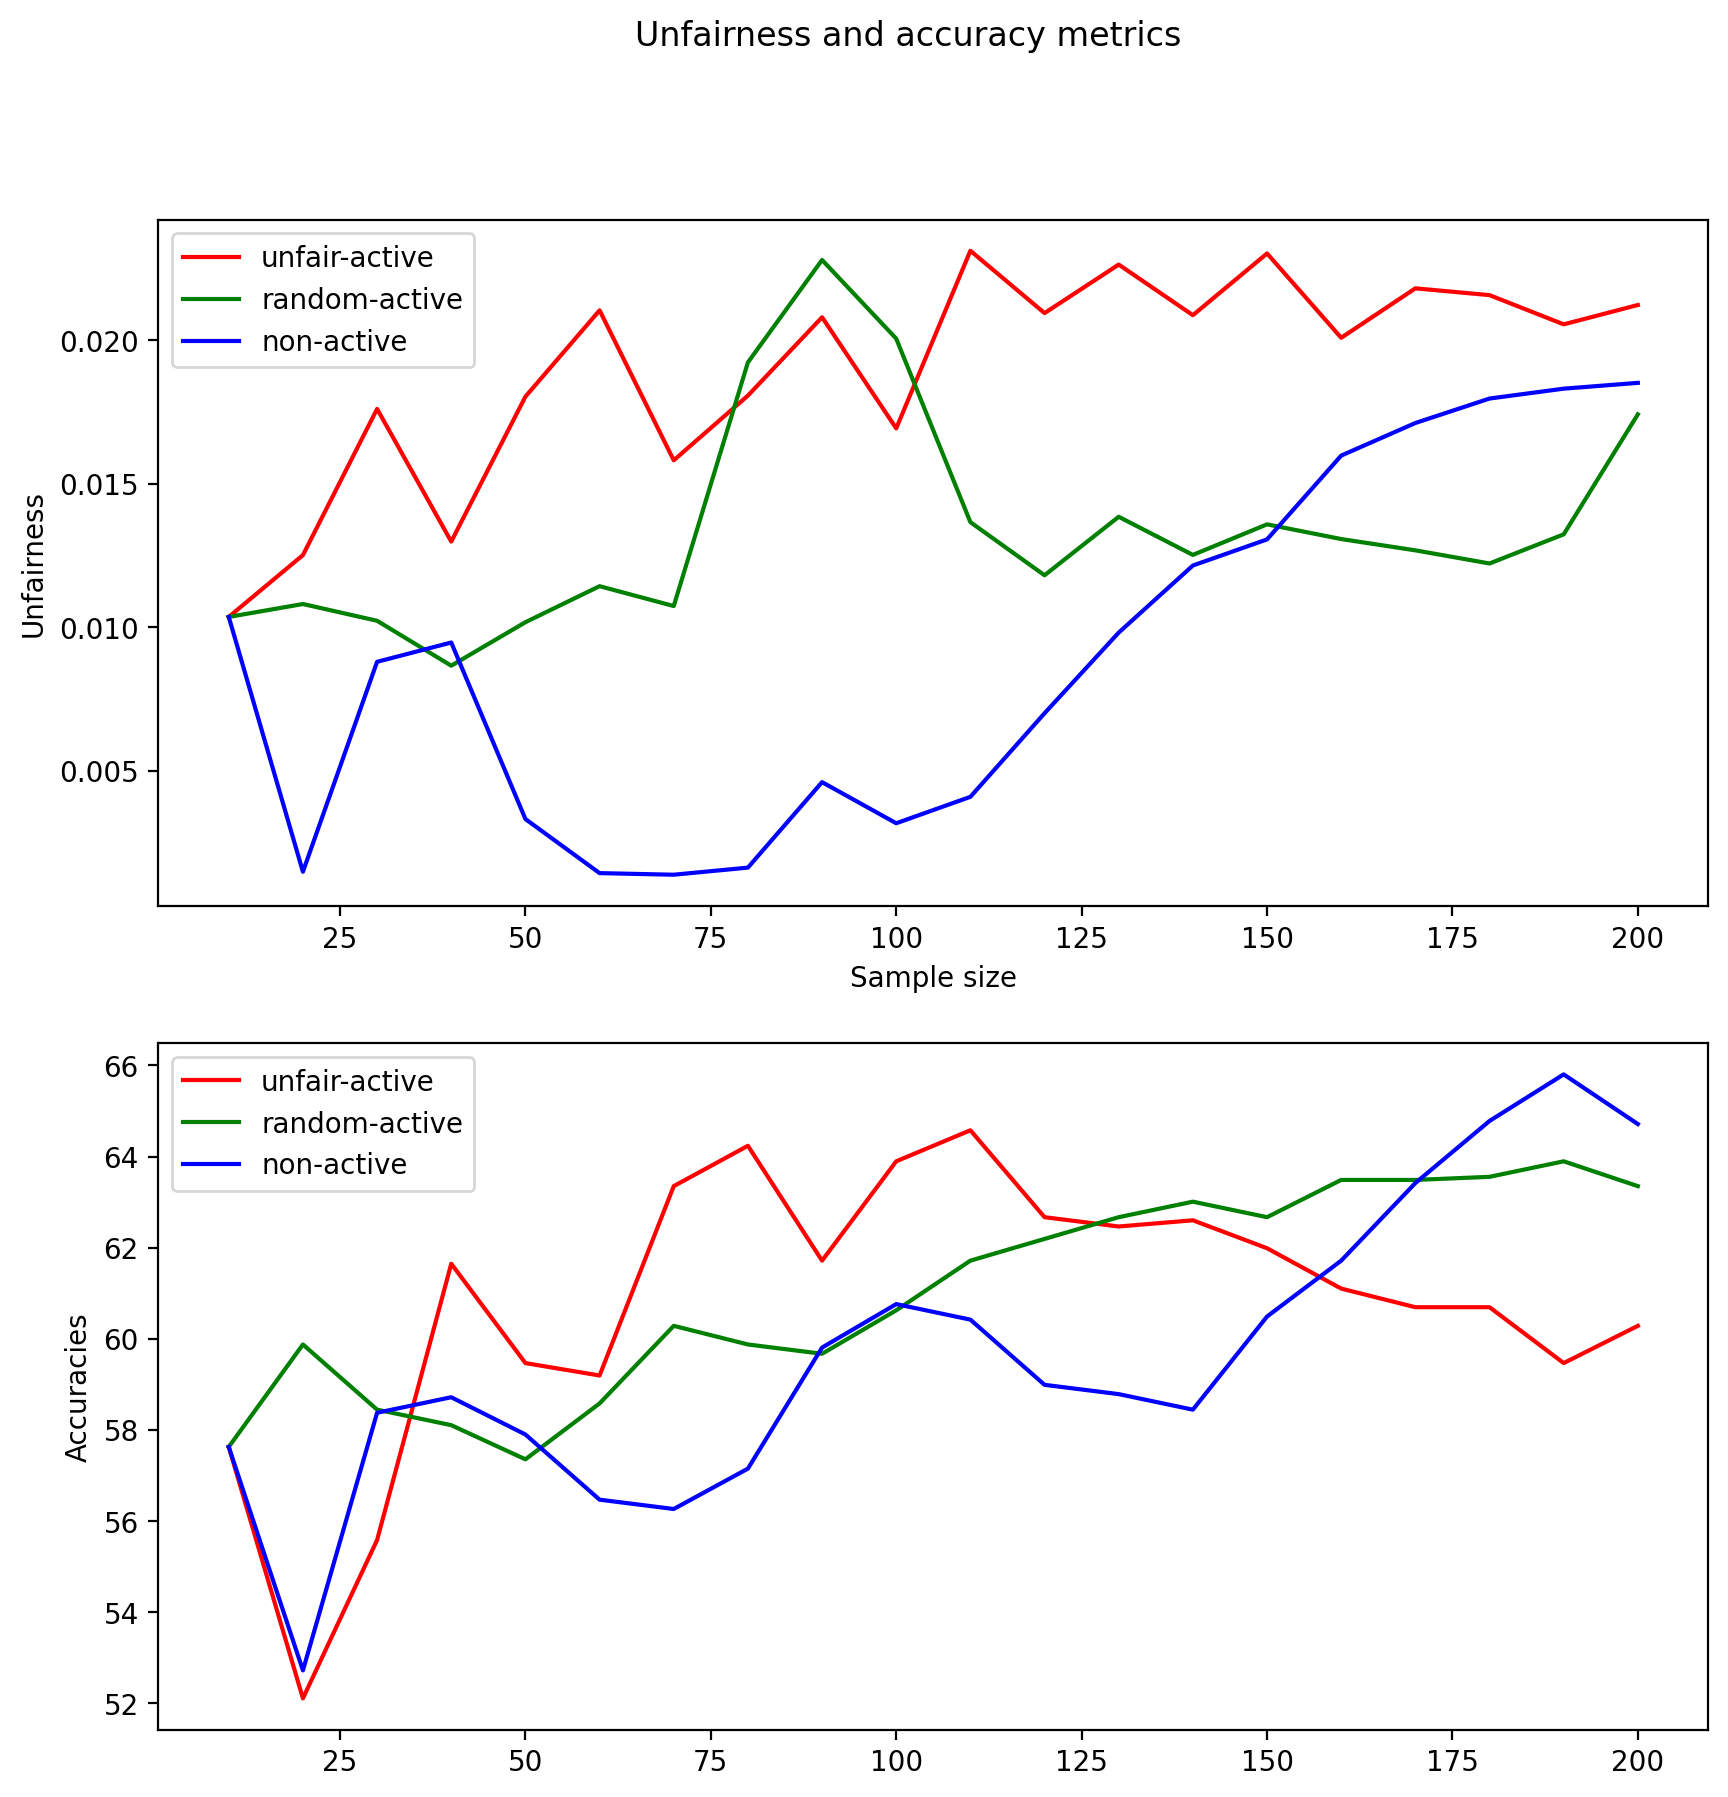 Unfairness and accuracy metrics
unfair-active
random-active
non-active
0.020
0.015
0.010
0.005
Unfairness
25 50 75 100 125 150 175 200
Sample size
unfair-active
random-active
non-active
66
64
62
60
58
56
54
52
Accuracies
25 50 75 100 125 150 175 200